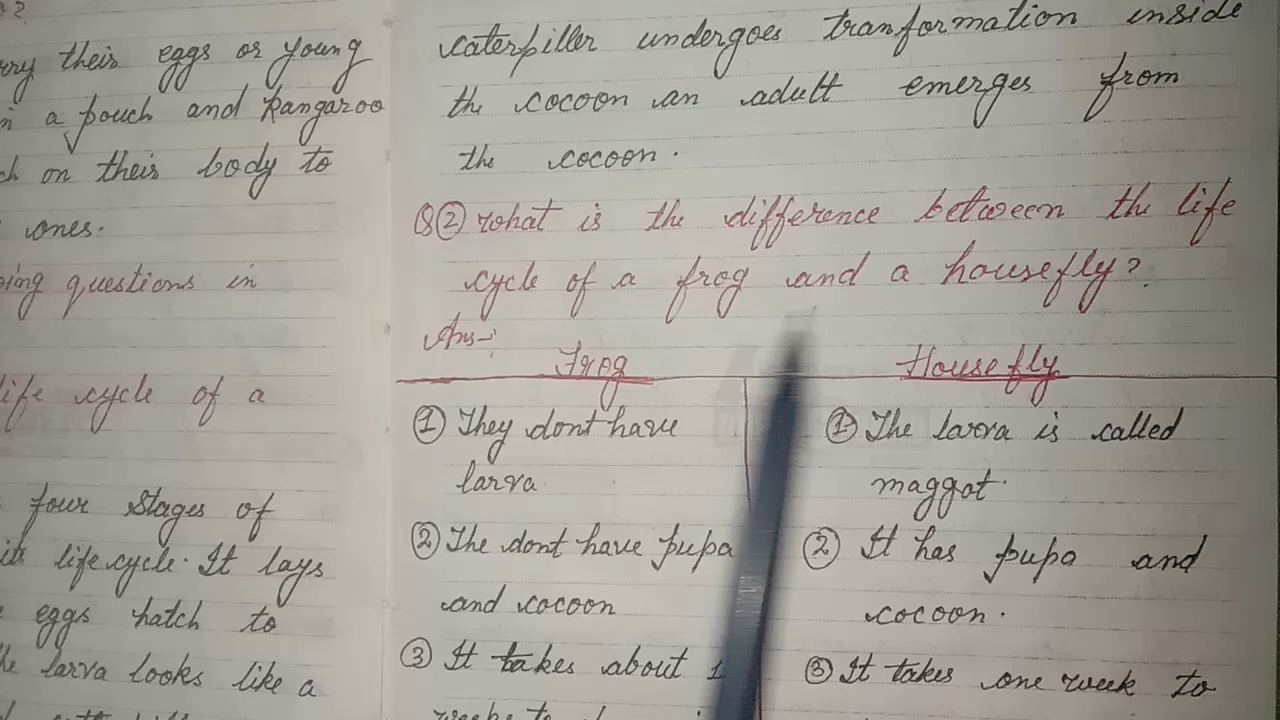 their eggs or young
a pouch and Kangaroo
on their body to
ones.
questions in
life cycle of a
four stages of
life cycle. It lays
eggs hatch to
larva looks like a
caterpiller undergoes tranformation inside
the cocoon an adult emerges from
the cocoon.
Q② What is the difference between the life
cycle of a frog and a housefly?
Ans-
Frog
① They dont have
larva
② The dont have pupa
and cocoon
③ It takes about 1
Housefly
① The larva is called
maggot.
② It has pupa and
cocoon.
③ It takes one week to